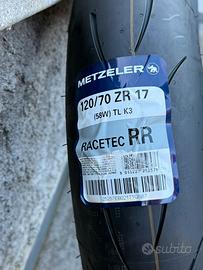 METZELER
120/70 ZR 17
(58W) TL K3
RACETEC RR
subito